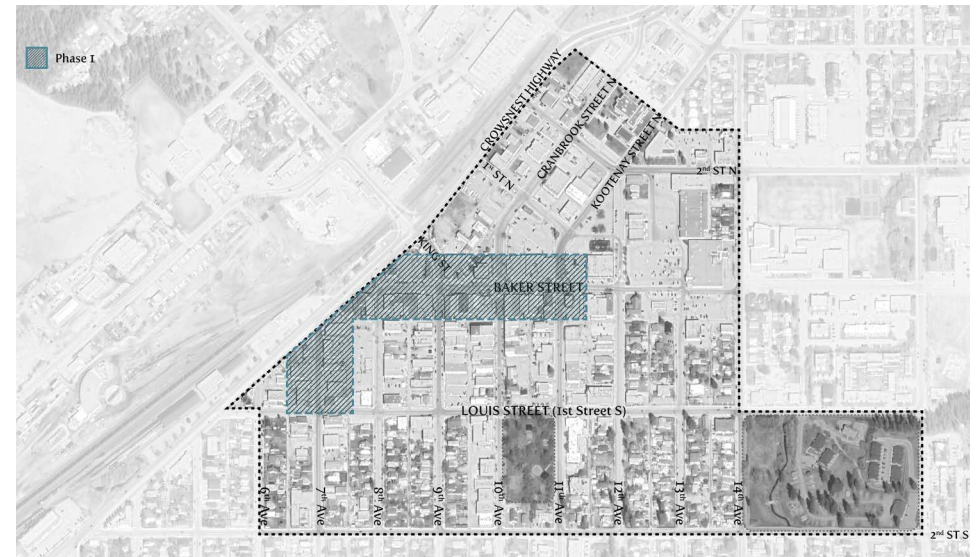 Phase 1
CROWSNEST HIGHWAY
CRANBROOK STREET N
KOOTENAY STREET N
1st ST N
2nd ST N
KING ST
BAKER STREET
LOUIS STREET (1st Street S)
6th Ave
7th Ave
8th Ave
9th Ave
10th Ave
11th Ave
12th Ave
13th Ave
14th Ave
2nd ST S